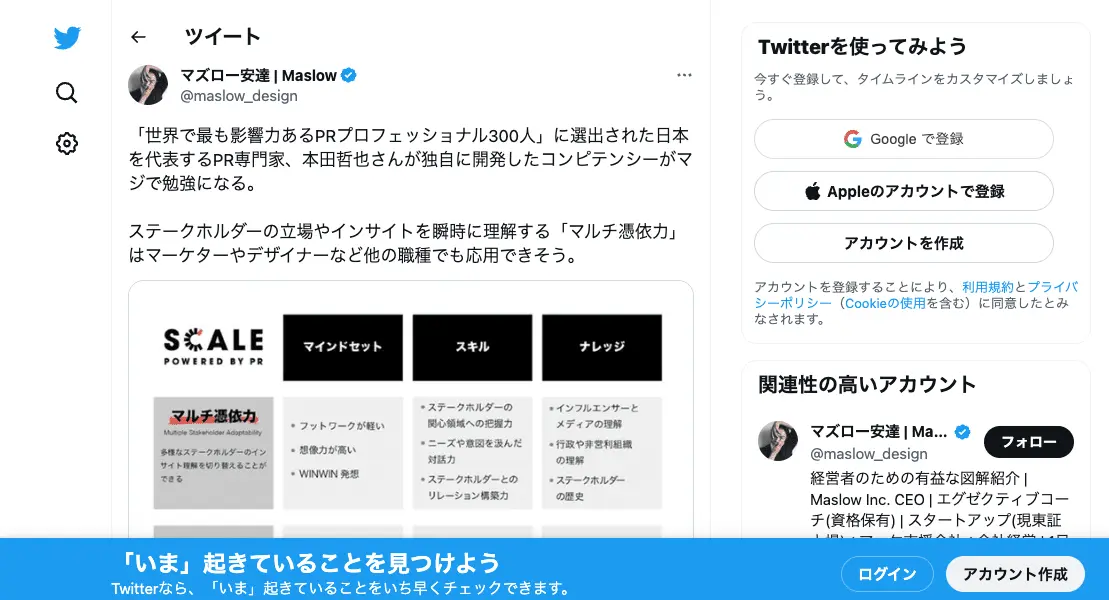 ツイート
マズロー安達 | Maslow
@maslow_design
「世界で最も影響力あるPRプロフェッショナル300人」に選出された日本
を代表するPR専門家、本田哲也さんが独自に開発したコンピテンシーがマ
ジで勉強になる。
ステークホルダーの立場やインサイトを瞬時に理解する「マルチ憑依力」
はマーケターやデザイナーなど他の職種でも応用できそう。
SCALE
POWERED BY PR
マインドセット
スキル
ナレッジ
マルチ憑依力
Multiple Stakeholder Adaptability
多様なステークホルダーのイン
サイト理解を切り替えることが
できる
• フットワークが軽い
• 想像力が高い
• WINWIN 発想
• ステークホルダーの
関心領域への把握力
• ニーズや意図を汲んだ
対話力
• ステークホルダーとの
リレーション構築力
• インフルエンサーと
メディアの理解
• 行政や非営利組織
の理解
• ステークホルダー
の歴史
Twitterを使ってみよう
今すぐ登録して、タイムラインをカスタマイズしましょ
う。
Google で登録
Appleのアカウントで登録
アカウントを作成
アカウントを登録することにより、利用規約とプライバ
シーポリシー（Cookieの使用を含む）に同意したとみ
なされます。
関連性の高いアカウント
マズロー安達 | Ma...
@maslow_design
フォロー
経営者のための有益な図解紹介 |
Maslow Inc. CEO | エグゼクティブコー
チ(資格保有) | スタートアップ(現東証
「いま」起きていることを見つけよう
Twitterなら、「いま」起きていることをいち早くチェックできます。
ログイン
アカウント作成